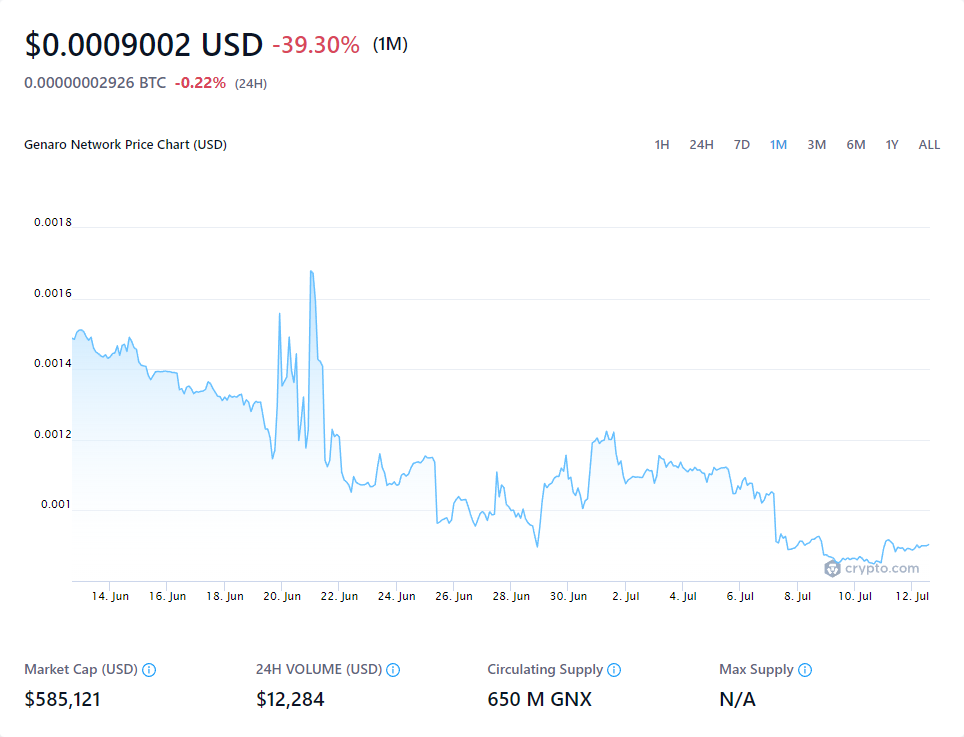 $0.0009002 USD -39.30% (1M)
0.00000002926 BTC -0.22% (24H)
Genaro Network Price Chart (USD) 1H 24H 7D 1M 3M 6M 1Y ALL
0.0018
0.0016
0.0014
0.0012
0.001
crypto.com
14. Jun 16. Jun 18. Jun 20. Jun 22. Jun 24. Jun 26. Jun 28. Jun 30. Jun 2. Jul 4. Jul 6. Jul 8. Jul 10. Jul 12. Jul
Market Cap (USD) 24H VOLUME (USD) Circulating Supply Max Supply
$585,121 $12,284 650 M GNX N/A